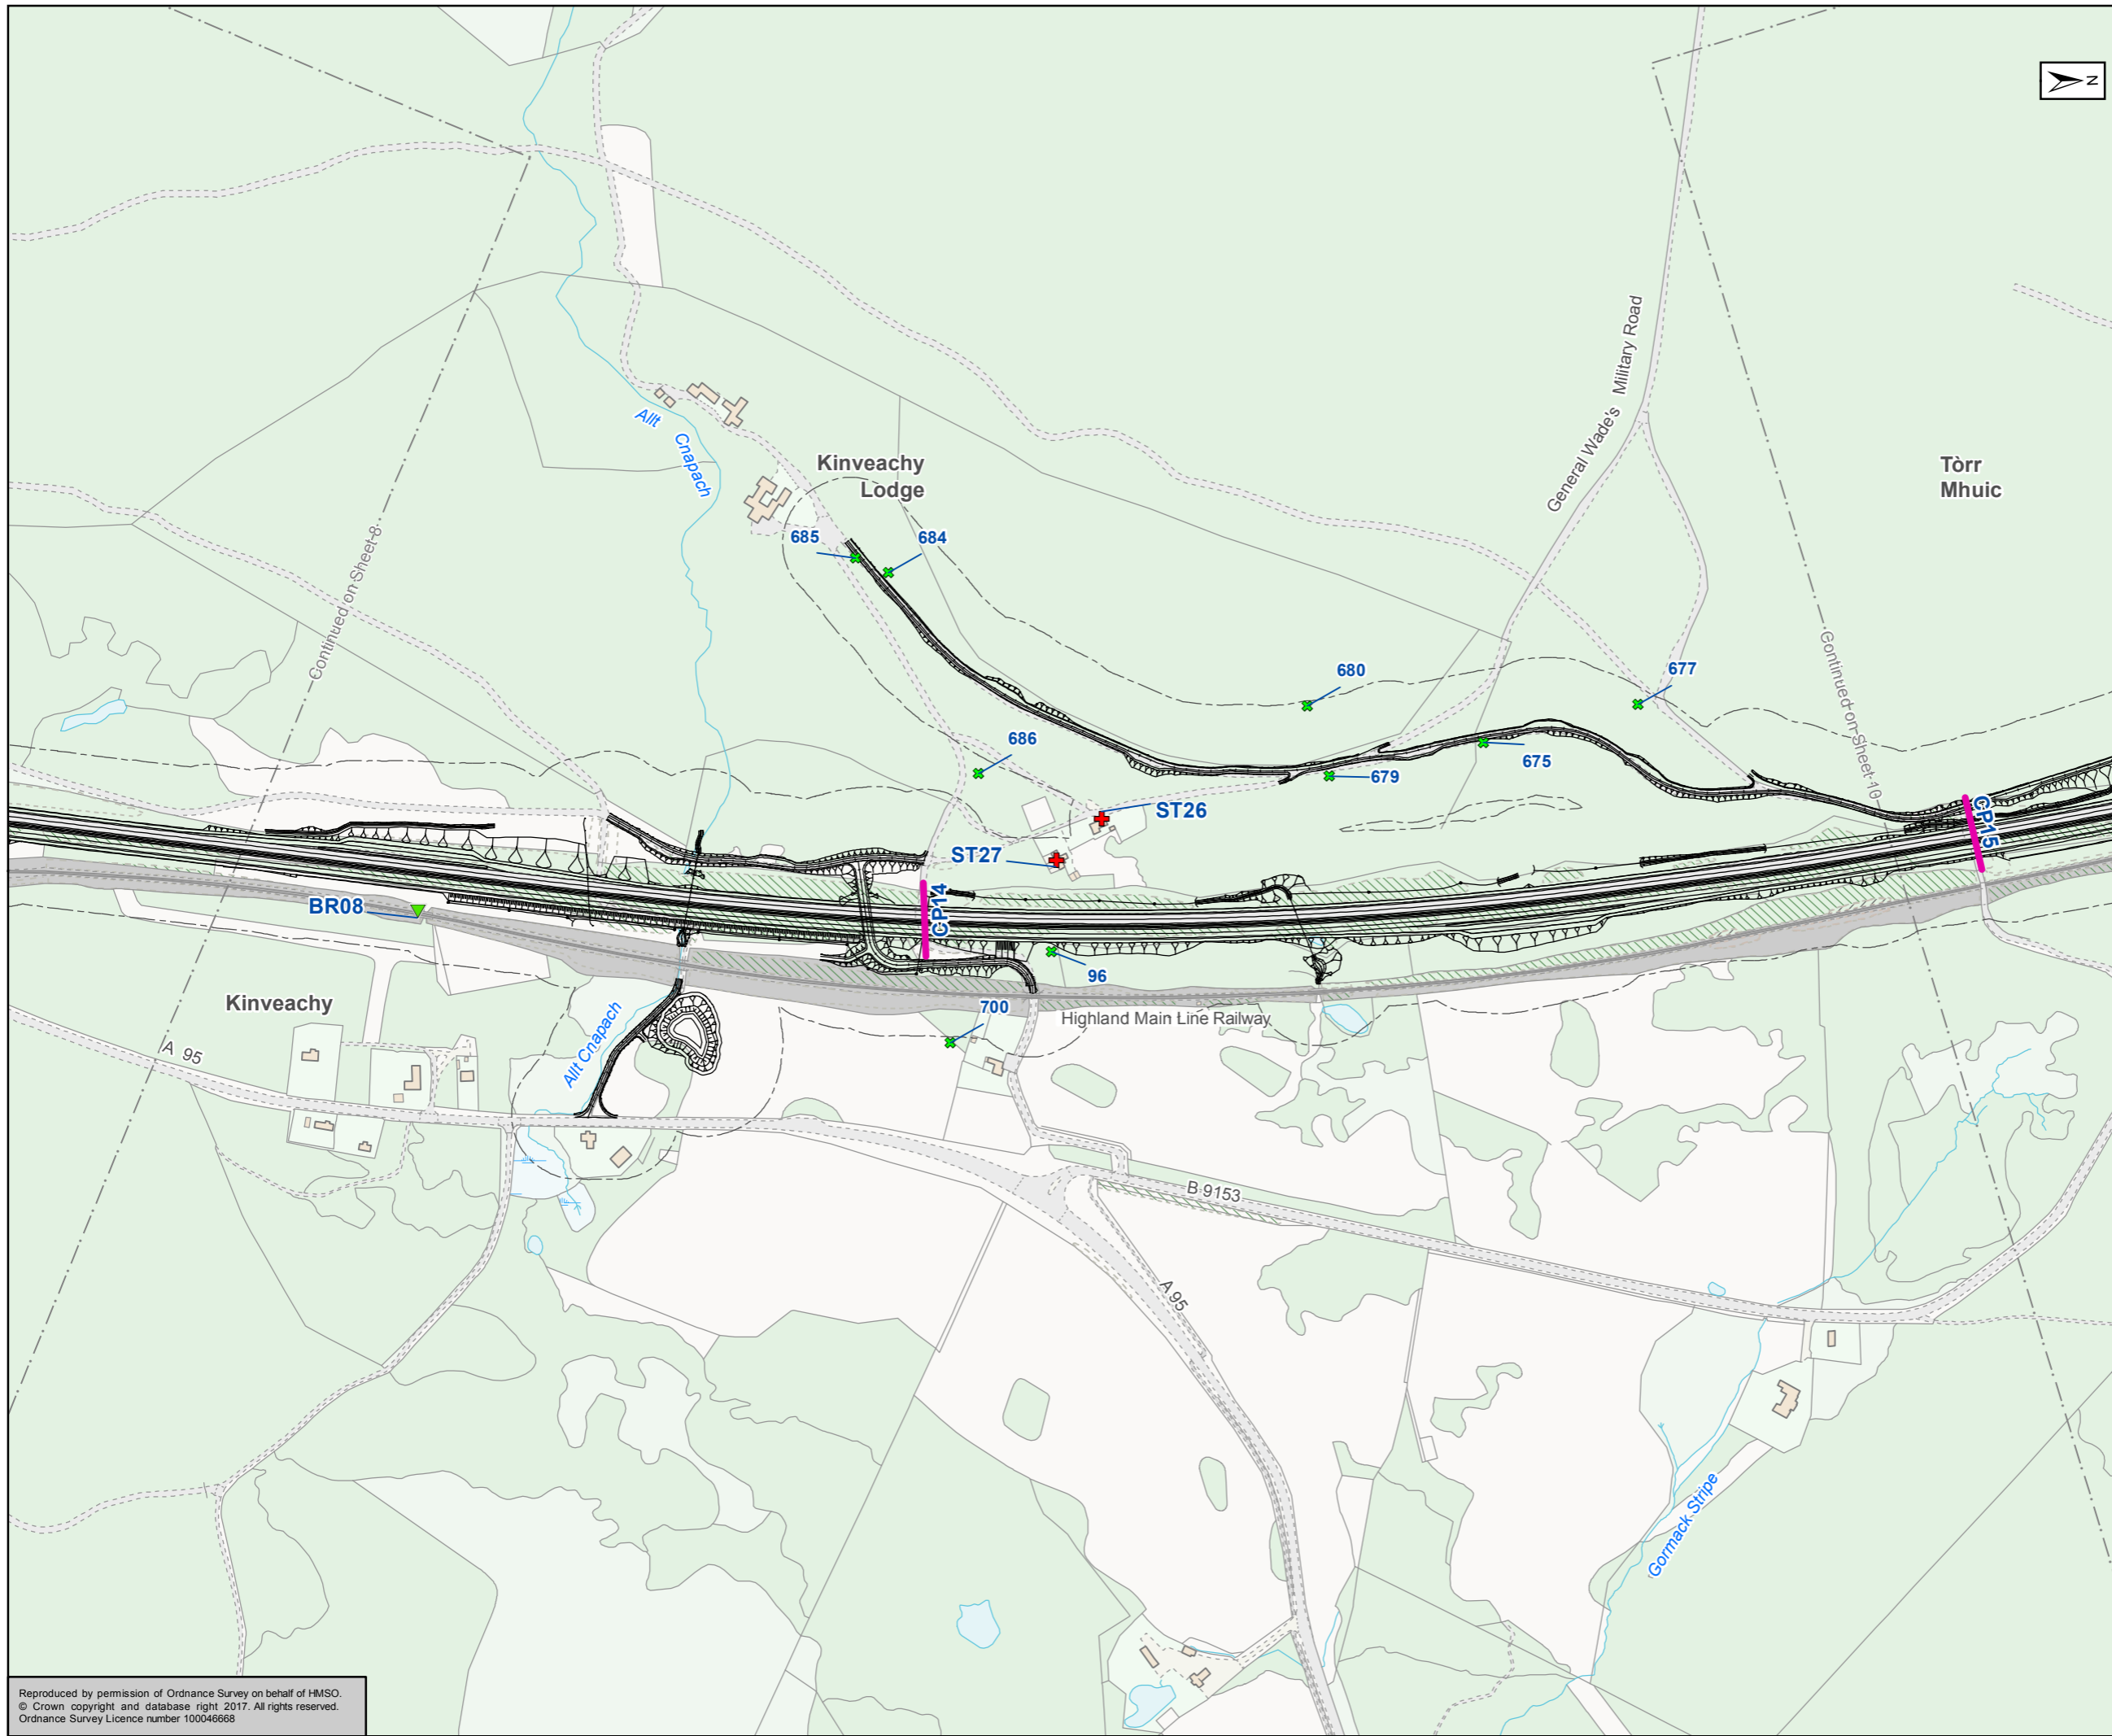 N
General Wade's Military Road
Kinveachy
Lodge
Tòrr
Mhuic
Allt Cnapach
Continued on Sheet 8
Continued on Sheet 10
685
684
680
677
686
679
675
ST26
ST27
CP14
CP15
BR08
96
700
Kinveachy
Highland Main Line Railway
A 95
Allt Cnapach
B 9153
A 95
Gormack Stripe
Reproduced by permission of Ordnance Survey on behalf of HMSO.
© Crown copyright and database right 2017. All rights reserved.
Ordnance Survey Licence number 100046668